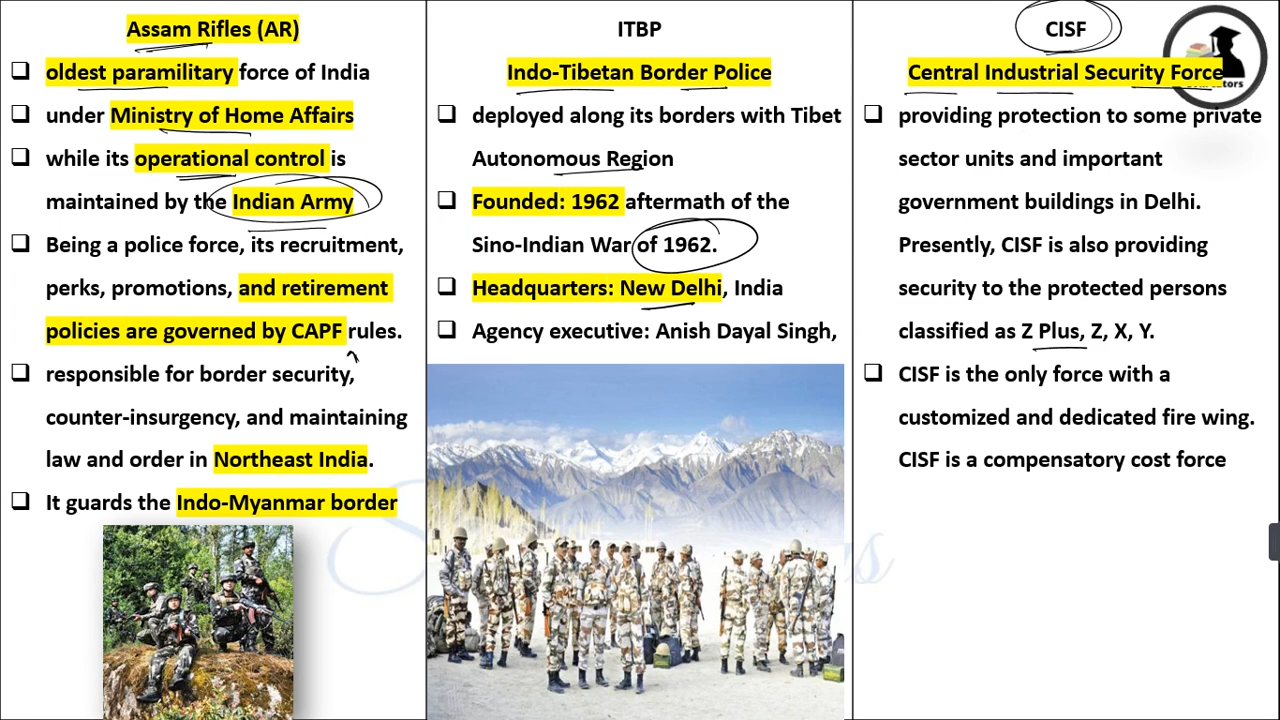 Assam Rifles (AR)
❑ oldest paramilitary force of India
❑ under Ministry of Home Affairs
❑ while its operational control is
maintained by the Indian Army
❑ Being a police force, its recruitment,
perks, promotions, and retirement
policies are governed by CAPF rules.
❑ responsible for border security,
counter-insurgency, and maintaining
law and order in Northeast India.
❑ It guards the Indo-Myanmar border
ITBP
Indo-Tibetan Border Police
❑ deployed along its borders with Tibet
Autonomous Region
❑ Founded: 1962 aftermath of the
Sino-Indian War of 1962.
❑ Headquarters: New Delhi, India
❑ Agency executive: Anish Dayal Singh,
CISF
Central Industrial Security Force
❑ providing protection to some private
sector units and important
government buildings in Delhi.
Presently, CISF is also providing
security to the protected persons
classified as Z Plus, Z, X, Y.
❑ CISF is the only force with a
customized and dedicated fire wing.
CISF is a compensatory cost force